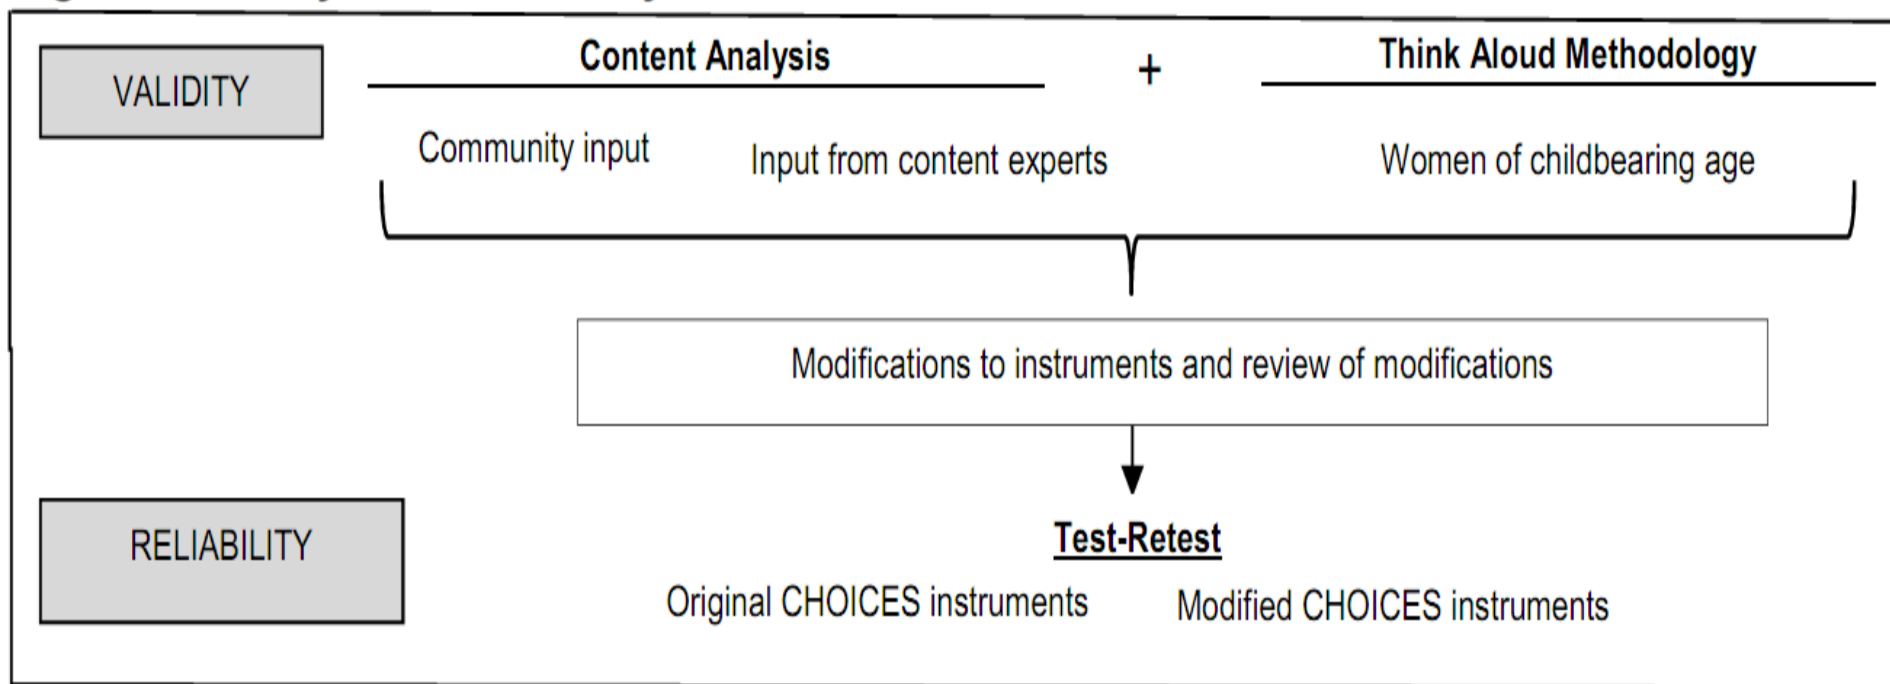 VALIDITY
Content Analysis
+
Think Aloud Methodology
Community input
Input from content experts
Women of childbearing age
Modifications to instruments and review of modifications
RELIABILITY
Test-Retest
Original CHOICES instruments
Modified CHOICES instruments